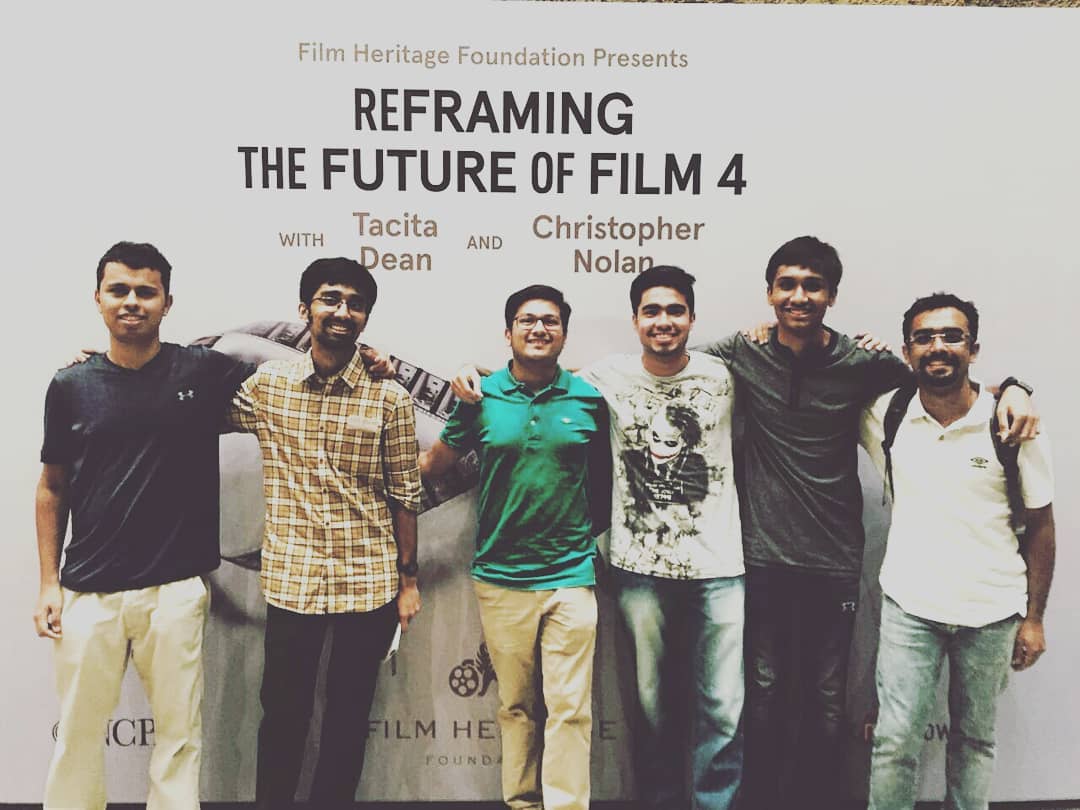 Film Heritage Foundation Presents
REFRAMING
THE FUTURE OF FILM 4
WITH Tacita Dean AND Christopher Nolan
FILM HE E
FOUNDA
NCP